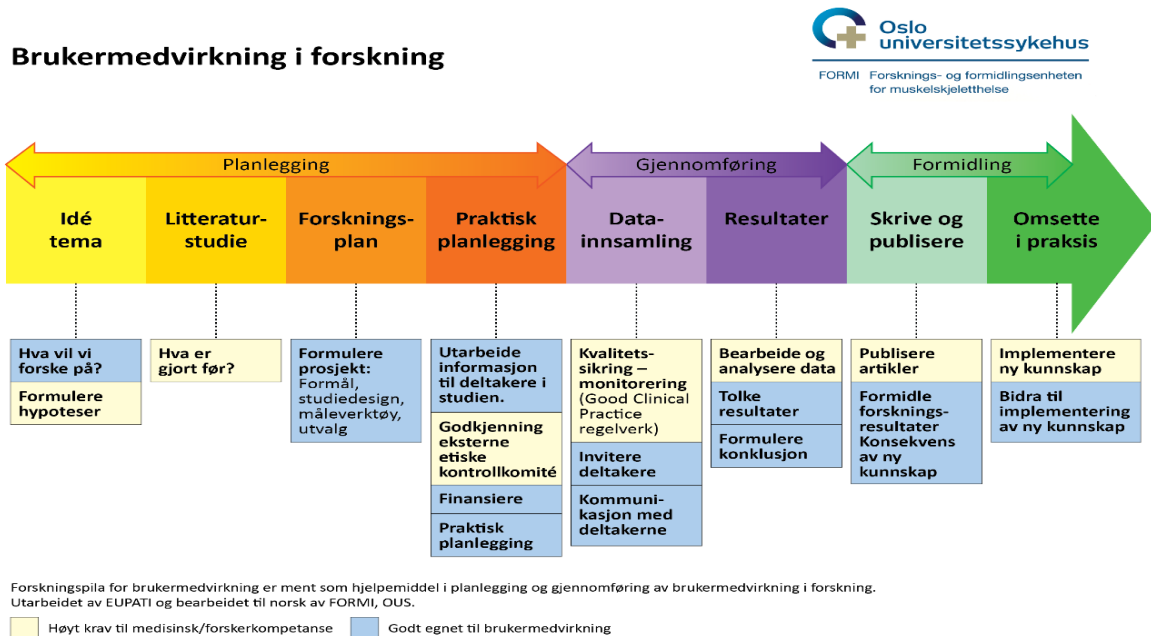 Brukermedvirkning i forskning
Oslo
universitetssykehus
FORMI Forsknings- og formidlingsenheten
for muskelskjeletthelse
Planlegging
Gjennomføring
Formidling
Idé
tema
Litteratur-
studie
Forsknings-
plan
Praktisk
planlegging
Data-
innsamling
Resultater
Skrive og
publisere
Omsette
i praksis
Hva vil vi
forske på?
Formulere
hypoteser
Hva er
gjort før?
Formulere
prosjekt:
Formål,
studiedesign,
måleverktøy,
utvalg
Utarbeide
informasjon
til deltakere i
studien.
Godkjenning
eksterne
etiske
kontrollkomité
Finansiere
Praktisk
planlegging
Kvalitets-
sikring –
monitorering
(Good Clinical
Practice
regelverk)
Invitere
deltakere
Kommuni-
kasjon med
deltakerne
Bearbeide og
analysere data
Tolke
resultater
Formulere
konklusjon
Publisere
artikler
Formidle
forsknings-
resultater
Konsekvens
av ny
kunnskap
Implementere
ny kunnskap
Bidra til
implementering
av ny kunnskap
Forskningspila for brukermedvirkning er ment som hjelpemiddel i planlegging og gjennomføring av brukermedvirkning i forskning.
Utarbeidet av EUPATI og bearbeidet til norsk av FORMI, OUS.
Høyt krav til medisinsk/forskerkompetanse
Godt egnet til brukermedvirkning